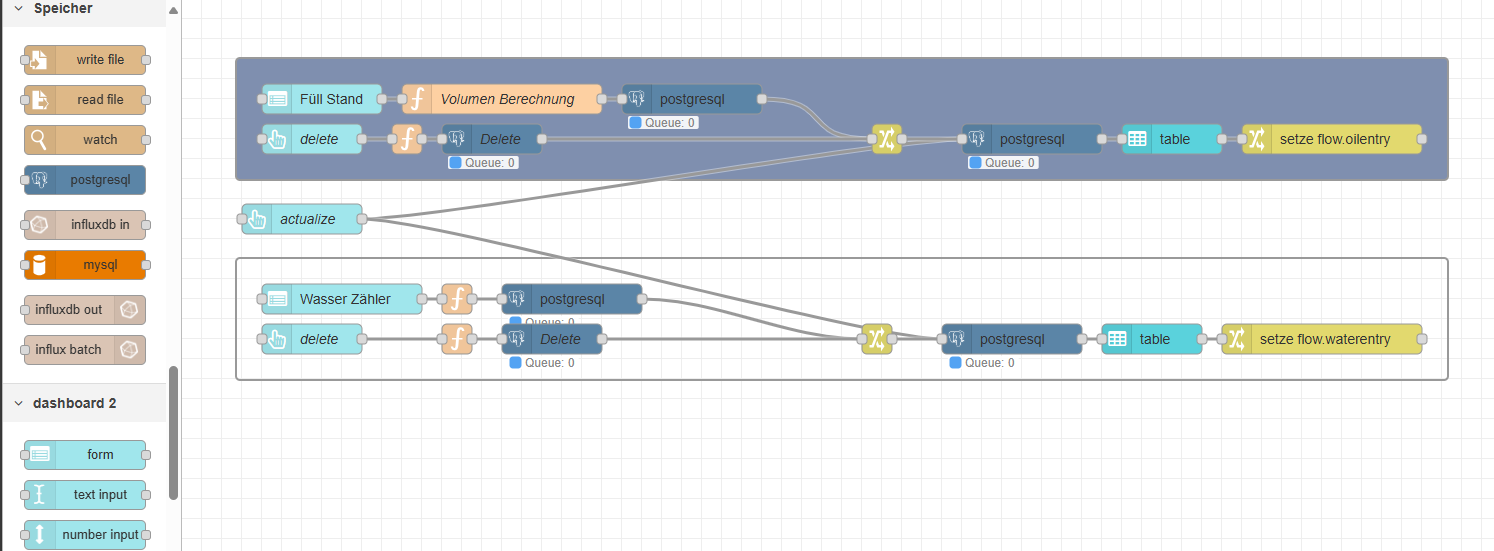 Speicher
write file
read file
watch
postgresql
influxdb in
mysql
influxdb out
influx batch
dashboard 2
form
text input
number input
Füll Stand
Volumen Berechnung
postgresql
Queue: 0
delete
Delete
Queue: 0
postgresql
Queue: 0
table
setze flow.oilentry
actualize
Wasser Zähler
postgresql
Queue: 0
delete
Delete
Queue: 0
postgresql
Queue: 0
table
setze flow.waterentry